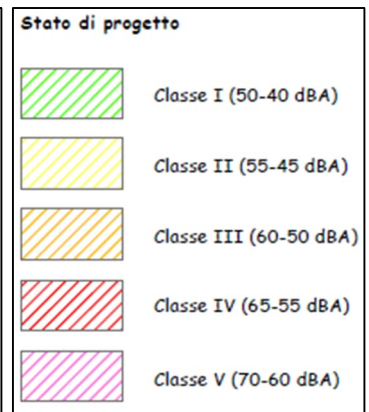 Stato di progetto
Classe I (50-40 dBA)
Classe II (55-45 dBA)
Classe III (60-50 dBA)
Classe IV (65-55 dBA)
Classe V (70-60 dBA)